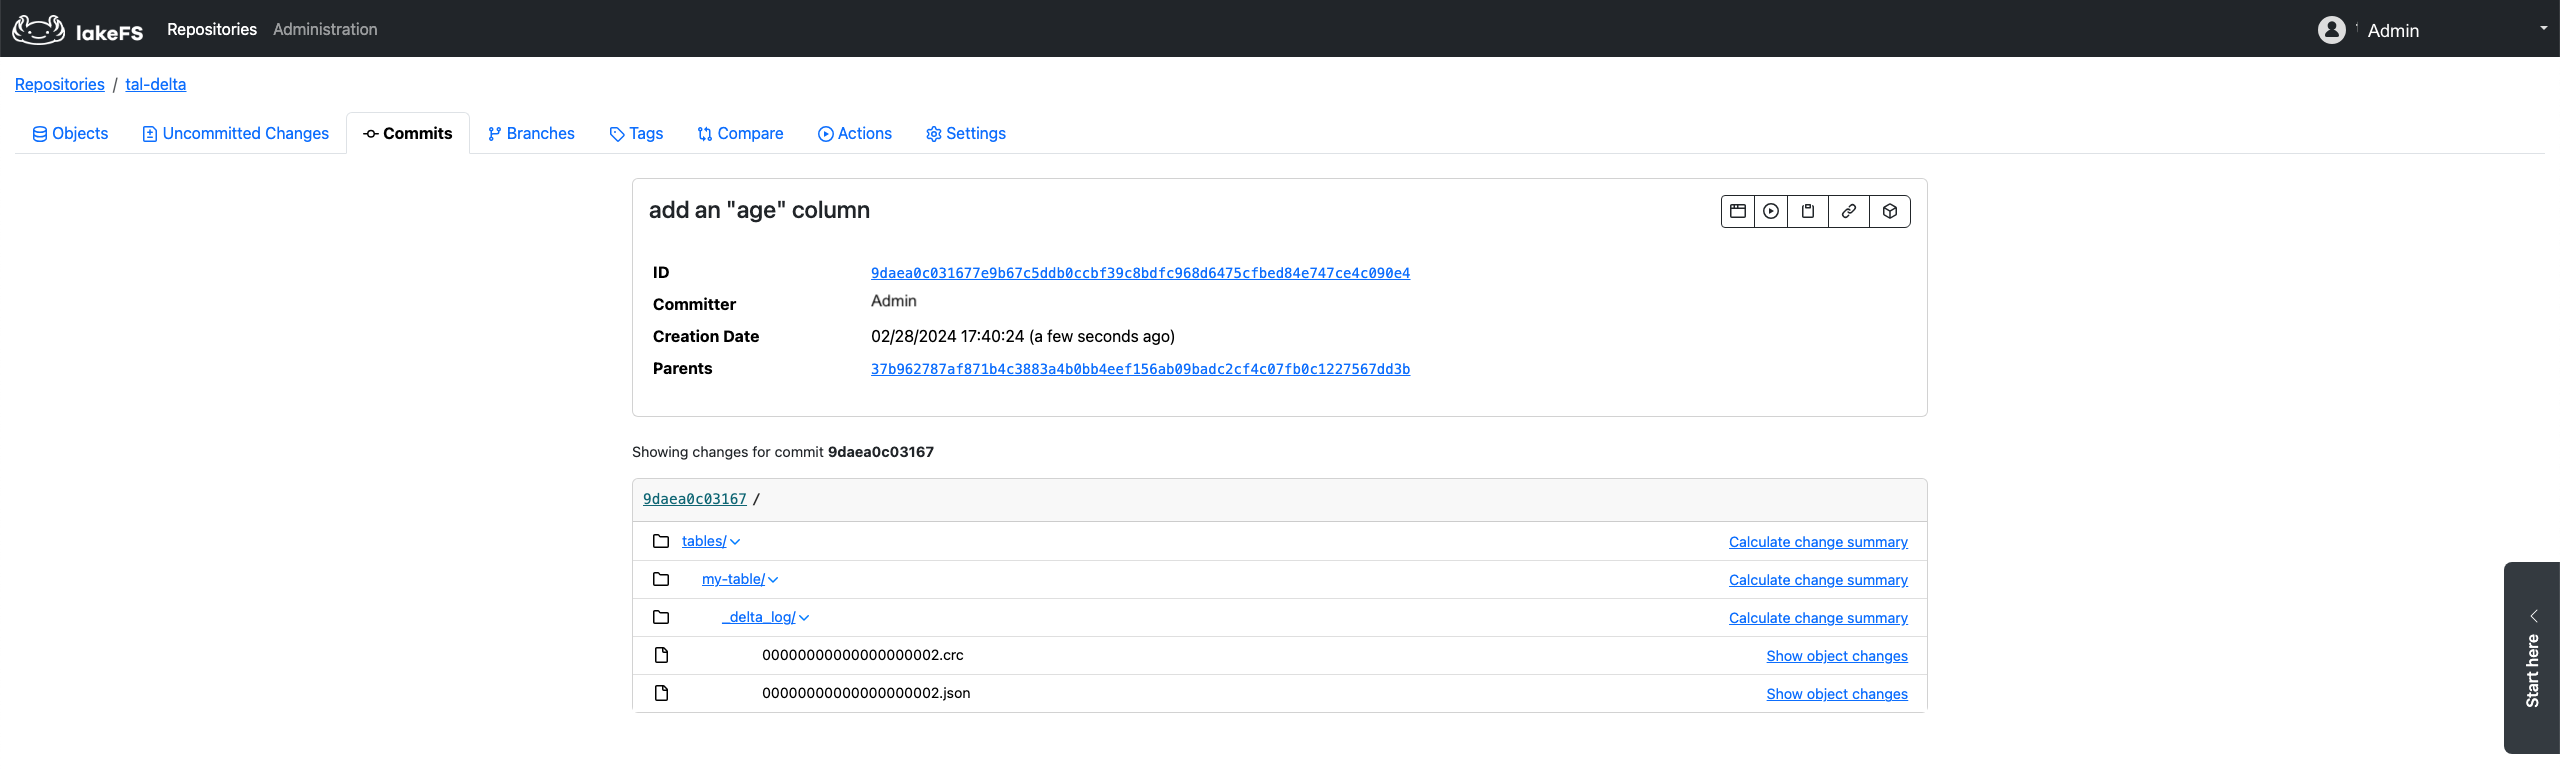 lakeFS Repositories Administration Admin
Repositories / tal-delta
Objects Uncommitted Changes Commits Branches Tags Compare Actions Settings
add an "age" column
ID 9daea0c031677e9b67c5ddb0ccbf39c8bdfc968d6475cfbed84e747ce4c090e4
Committer Admin
Creation Date 02/28/2024 17:40:24 (a few seconds ago)
Parents 37b962787af871b4c3883a4b0bb4eef156ab09badc2cf4c07fb0c1227567dd3b
Showing changes for commit 9daea0c03167
9daea0c03167 /
tables/ Calculate change summary
my-table/ Calculate change summary
_delta_log/ Calculate change summary
00000000000000000002.crc Show object changes
00000000000000000002.json Show object changes
Start here